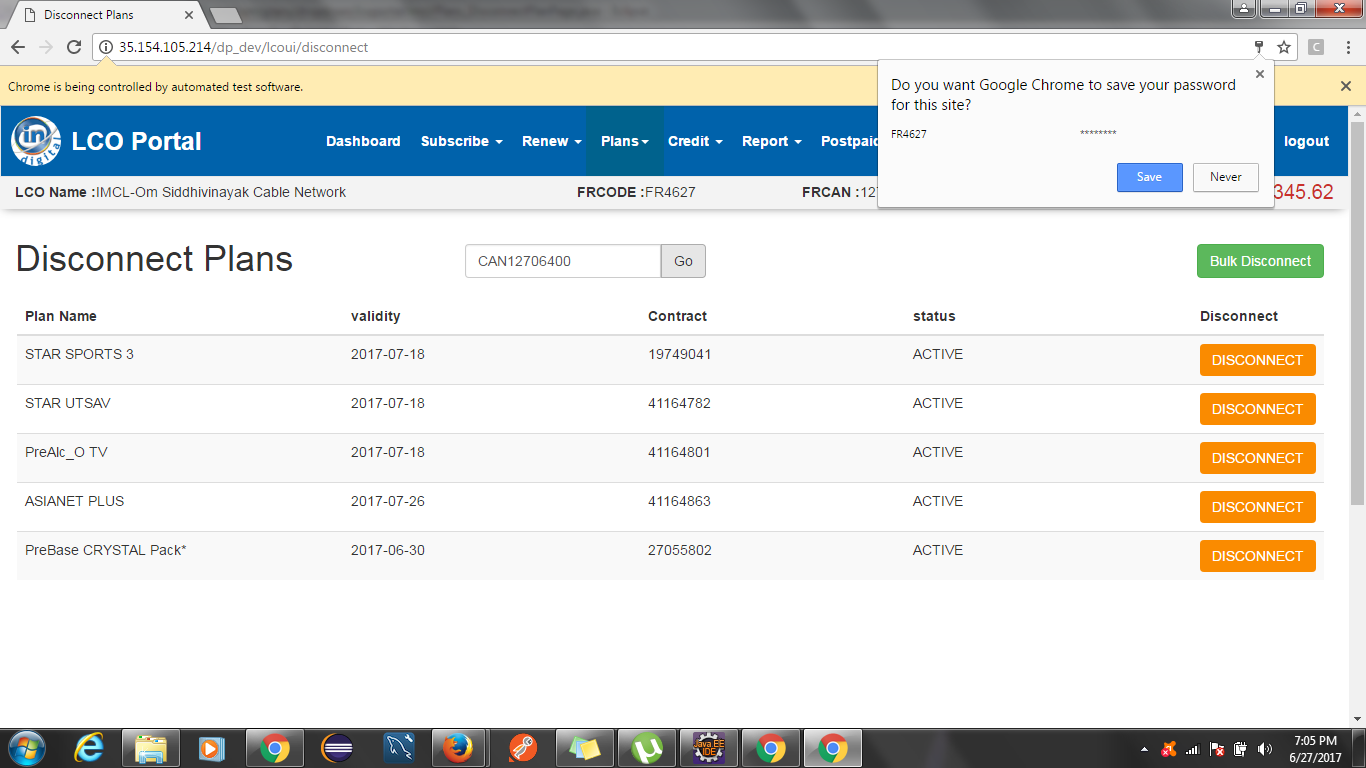 Disconnect Plans
35.154.105.214/dp_dev/lcoui/disconnect
C
Chrome is being controlled by automated test software.
Do you want Google Chrome to save your password
for this site?
FR4627 ********
Save Never
in digital LCO Portal Dashboard Subscribe Renew Plans Credit Report Postpaid logout
LCO Name :IMCL-Om Siddhivinayak Cable Network FRCODE :FR4627 FRCAN :127 345.62
Disconnect Plans CAN12706400 Go Bulk Disconnect
Plan Name validity Contract status Disconnect
STAR SPORTS 3 2017-07-18 19749041 ACTIVE DISCONNECT
STAR UTSAV 2017-07-18 41164782 ACTIVE DISCONNECT
PreAlc_O TV 2017-07-18 41164801 ACTIVE DISCONNECT
ASIANET PLUS 2017-07-26 41164863 ACTIVE DISCONNECT
PreBase CRYSTAL Pack* 2017-06-30 27055802 ACTIVE DISCONNECT
Java EE
IDE
7:05 PM
6/27/2017